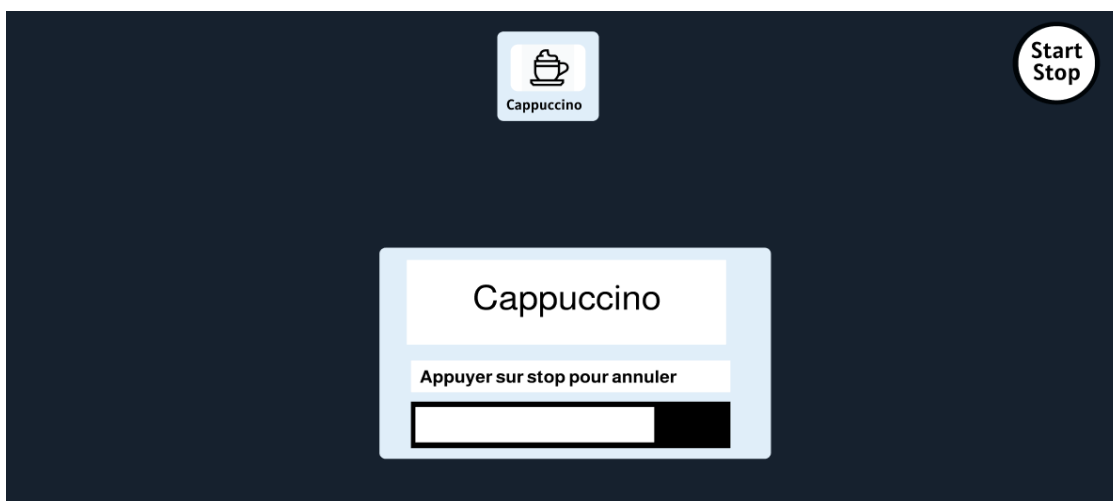 Cappuccino
Start
Stop
Cappuccino
Appuyer sur stop pour annuler